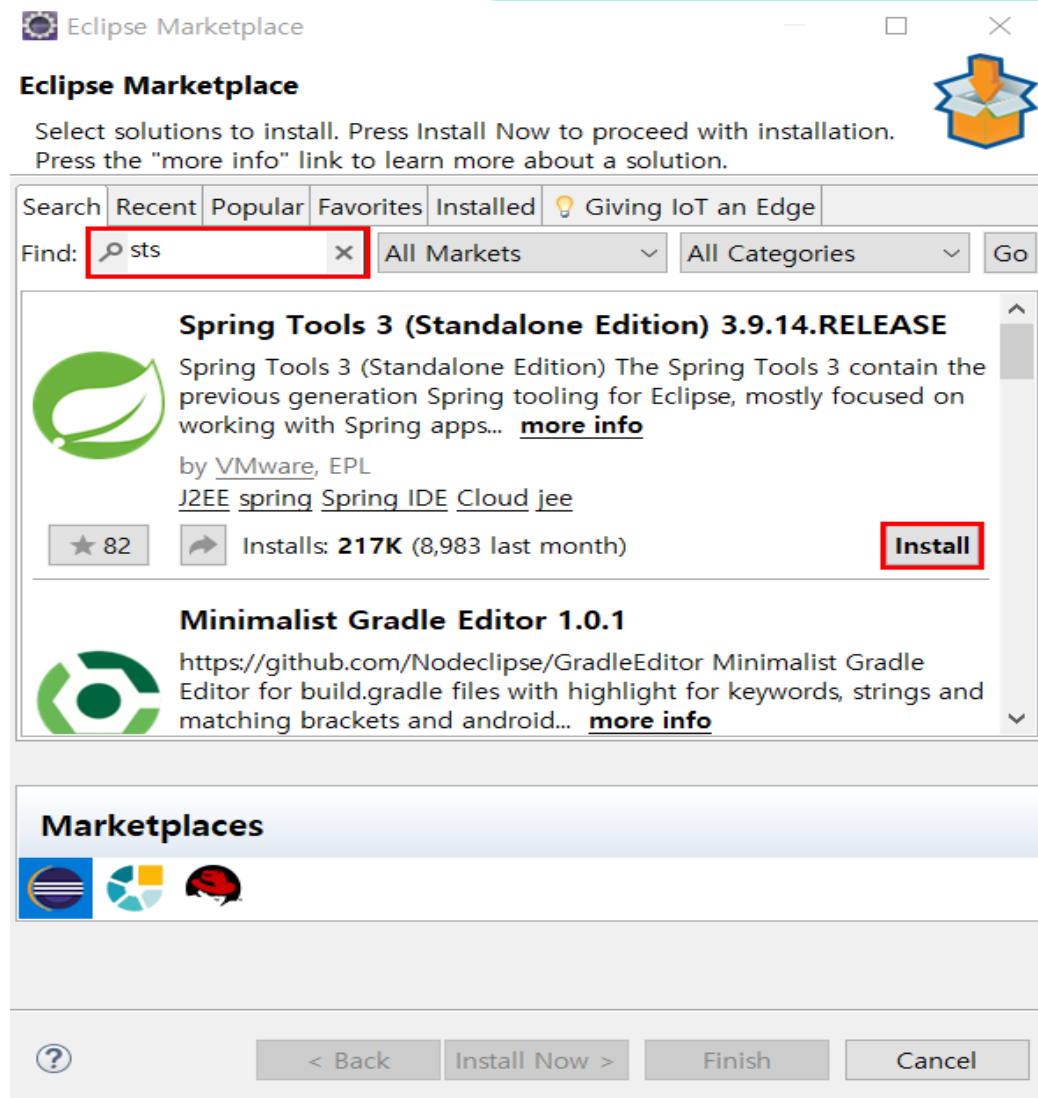 Eclipse Marketplace
Eclipse Marketplace
Select solutions to install. Press Install Now to proceed with installation.
Press the "more info" link to learn more about a solution.
Search Recent Popular Favorites Installed Giving IoT an Edge
Find: sts All Markets All Categories Go
Spring Tools 3 (Standalone Edition) 3.9.14.RELEASE
Spring Tools 3 (Standalone Edition) The Spring Tools 3 contain the
previous generation Spring tooling for Eclipse, mostly focused on
working with Spring apps... more info
by VMware, EPL
J2EE spring Spring IDE Cloud jee
82 Installs: 217K (8,983 last month) Install
Minimalist Gradle Editor 1.0.1
https://github.com/Nodeclipse/GradleEditor Minimalist Gradle
Editor for build.gradle files with highlight for keywords, strings and
matching brackets and android... more info
Marketplaces
? < Back Install Now > Finish Cancel